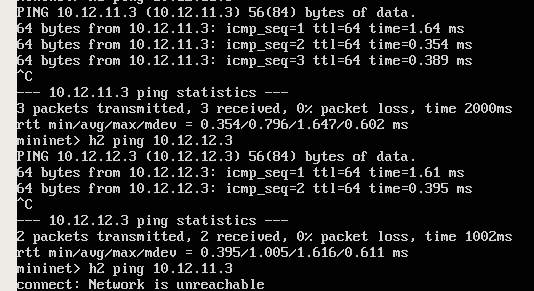 PING 10.12.11.3 (10.12.11.3) 56(84) bytes of data.
64 bytes from 10.12.11.3: icmp_seq=1 ttl=64 time=1.64 ms
64 bytes from 10.12.11.3: icmp_seq=2 ttl=64 time=0.354 ms
64 bytes from 10.12.11.3: icmp_seq=3 ttl=64 time=0.389 ms
^C
--- 10.12.11.3 ping statistics ---
3 packets transmitted, 3 received, 0% packet loss, time 2000ms
rtt min/avg/max/mdev = 0.354/0.796/1.647/0.602 ms
mininet> h2 ping 10.12.12.3
PING 10.12.12.3 (10.12.12.3) 56(84) bytes of data.
64 bytes from 10.12.12.3: icmp_seq=1 ttl=64 time=1.61 ms
64 bytes from 10.12.12.3: icmp_seq=2 ttl=64 time=0.395 ms
^C
--- 10.12.12.3 ping statistics ---
2 packets transmitted, 2 received, 0% packet loss, time 1002ms
rtt min/avg/max/mdev = 0.395/1.005/1.616/0.611 ms
mininet> h2 ping 10.12.11.3
connect: Network is unreachable